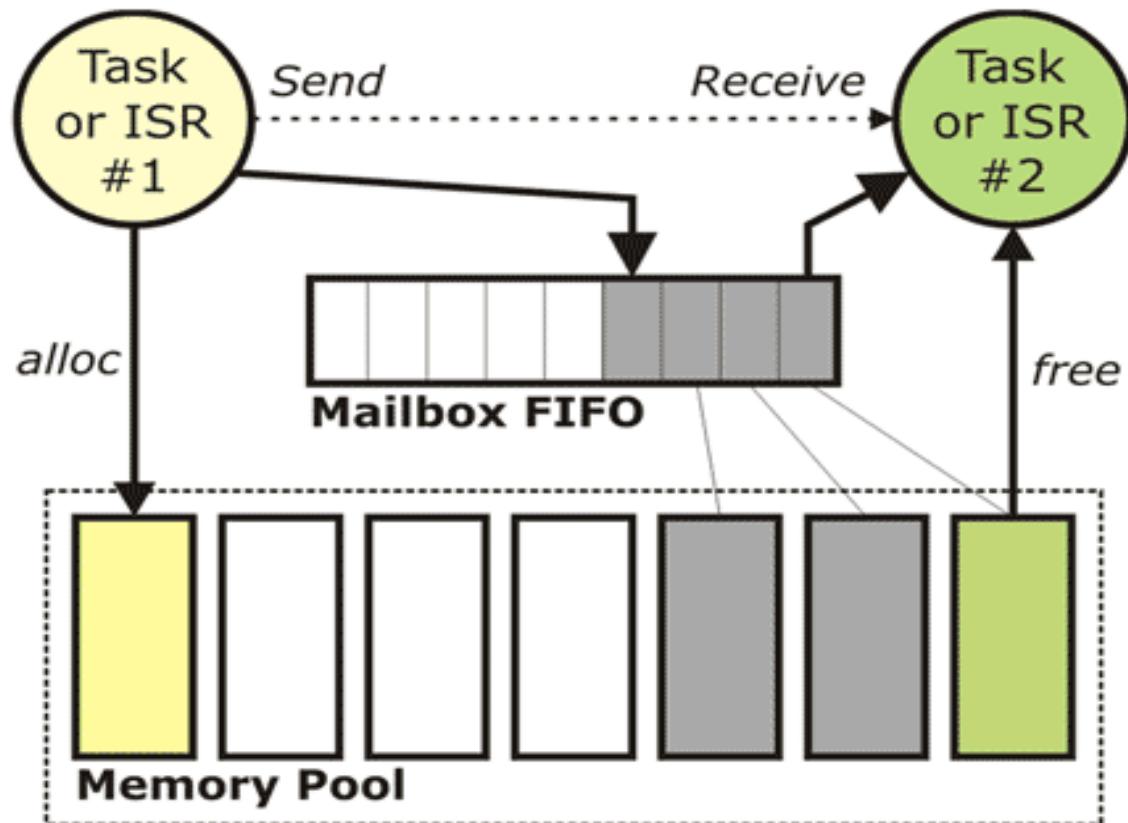 Task
or ISR
#1
Send
Receive
Task
or ISR
#2
alloc
free
Mailbox FIFO
Memory Pool